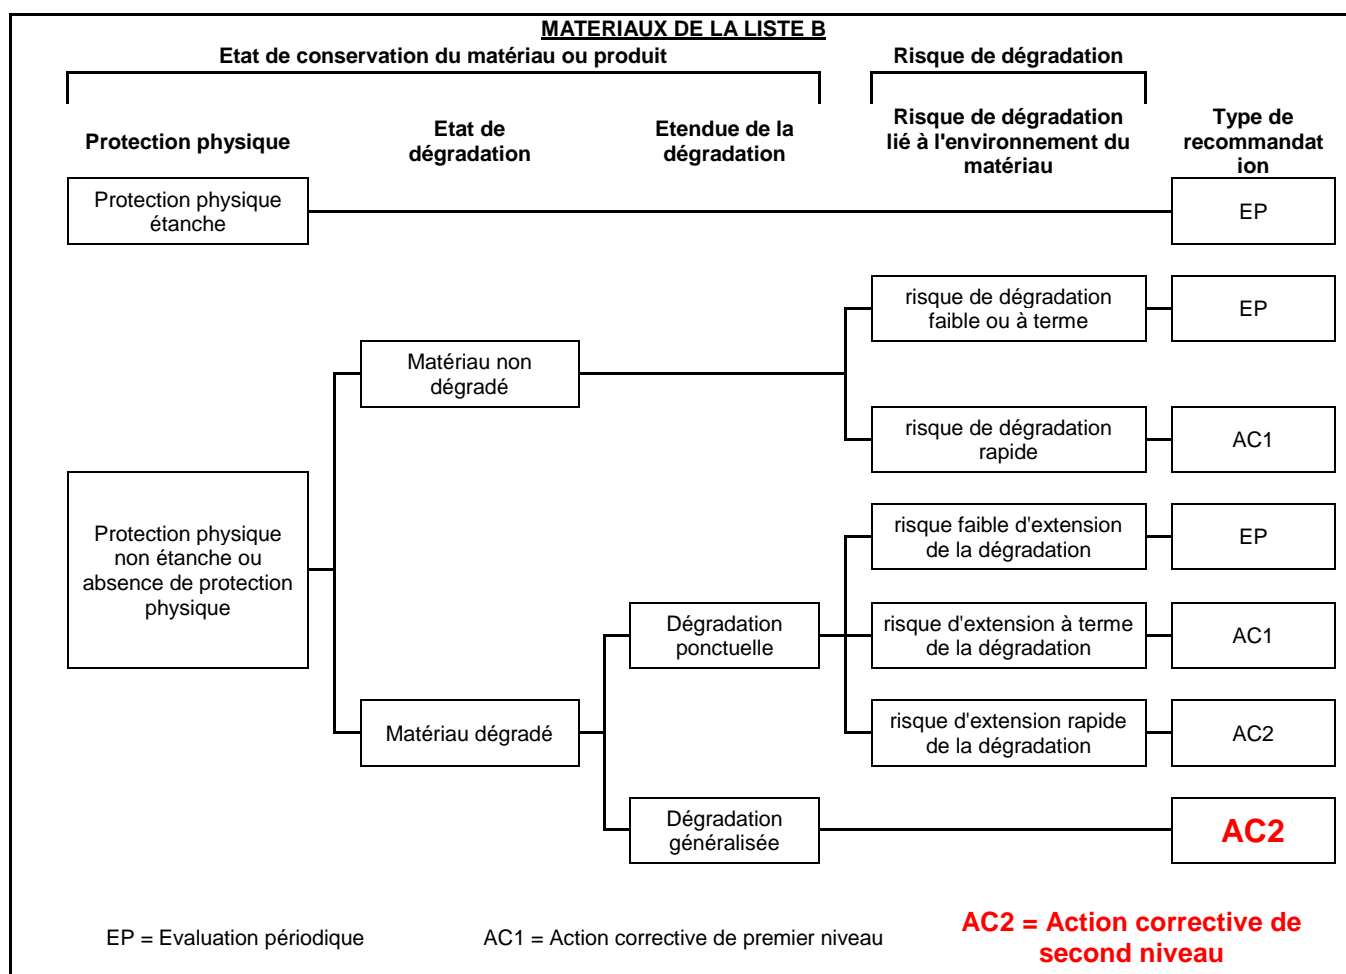 MATERIAUX DE LA LISTE B
Etat de conservation du matériau ou produit
Risque de dégradation
Protection physique
Etat de
dégradation
Etendue de la
dégradation
Risque de dégradation
lié à l'environnement du
matériau
Type de
recommandat
ion
Protection physique
étanche
EP
risque de dégradation
faible ou à terme
EP
Matériau non
dégradé
risque de dégradation
rapide
AC1
Protection physique
non étanche ou
absence de protection
physique
risque faible d'extension
de la dégradation
EP
Dégradation
ponctuelle
risque d'extension à terme
de la dégradation
AC1
Matériau dégradé
risque d'extension rapide
de la dégradation
AC2
Dégradation
généralisée
AC2
EP = Evaluation périodique
AC1 = Action corrective de premier niveau
AC2 = Action corrective de
second niveau